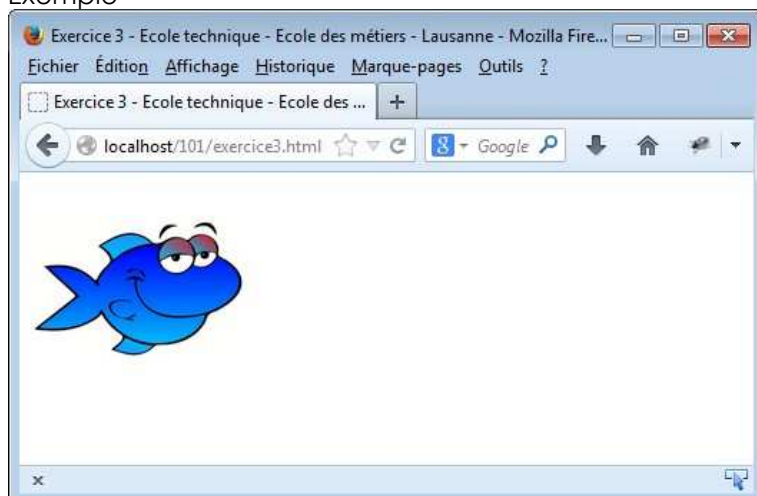 Exemple
Exercice 3 - Ecole technique - Ecole des métiers - Lausanne - Mozilla Fire...
Fichier Édition Affichage Historique Marque-pages Outils ?
Exercice 3 - Ecole technique - Ecole des ... +
localhost/101/exercice3.html 8 Google
x